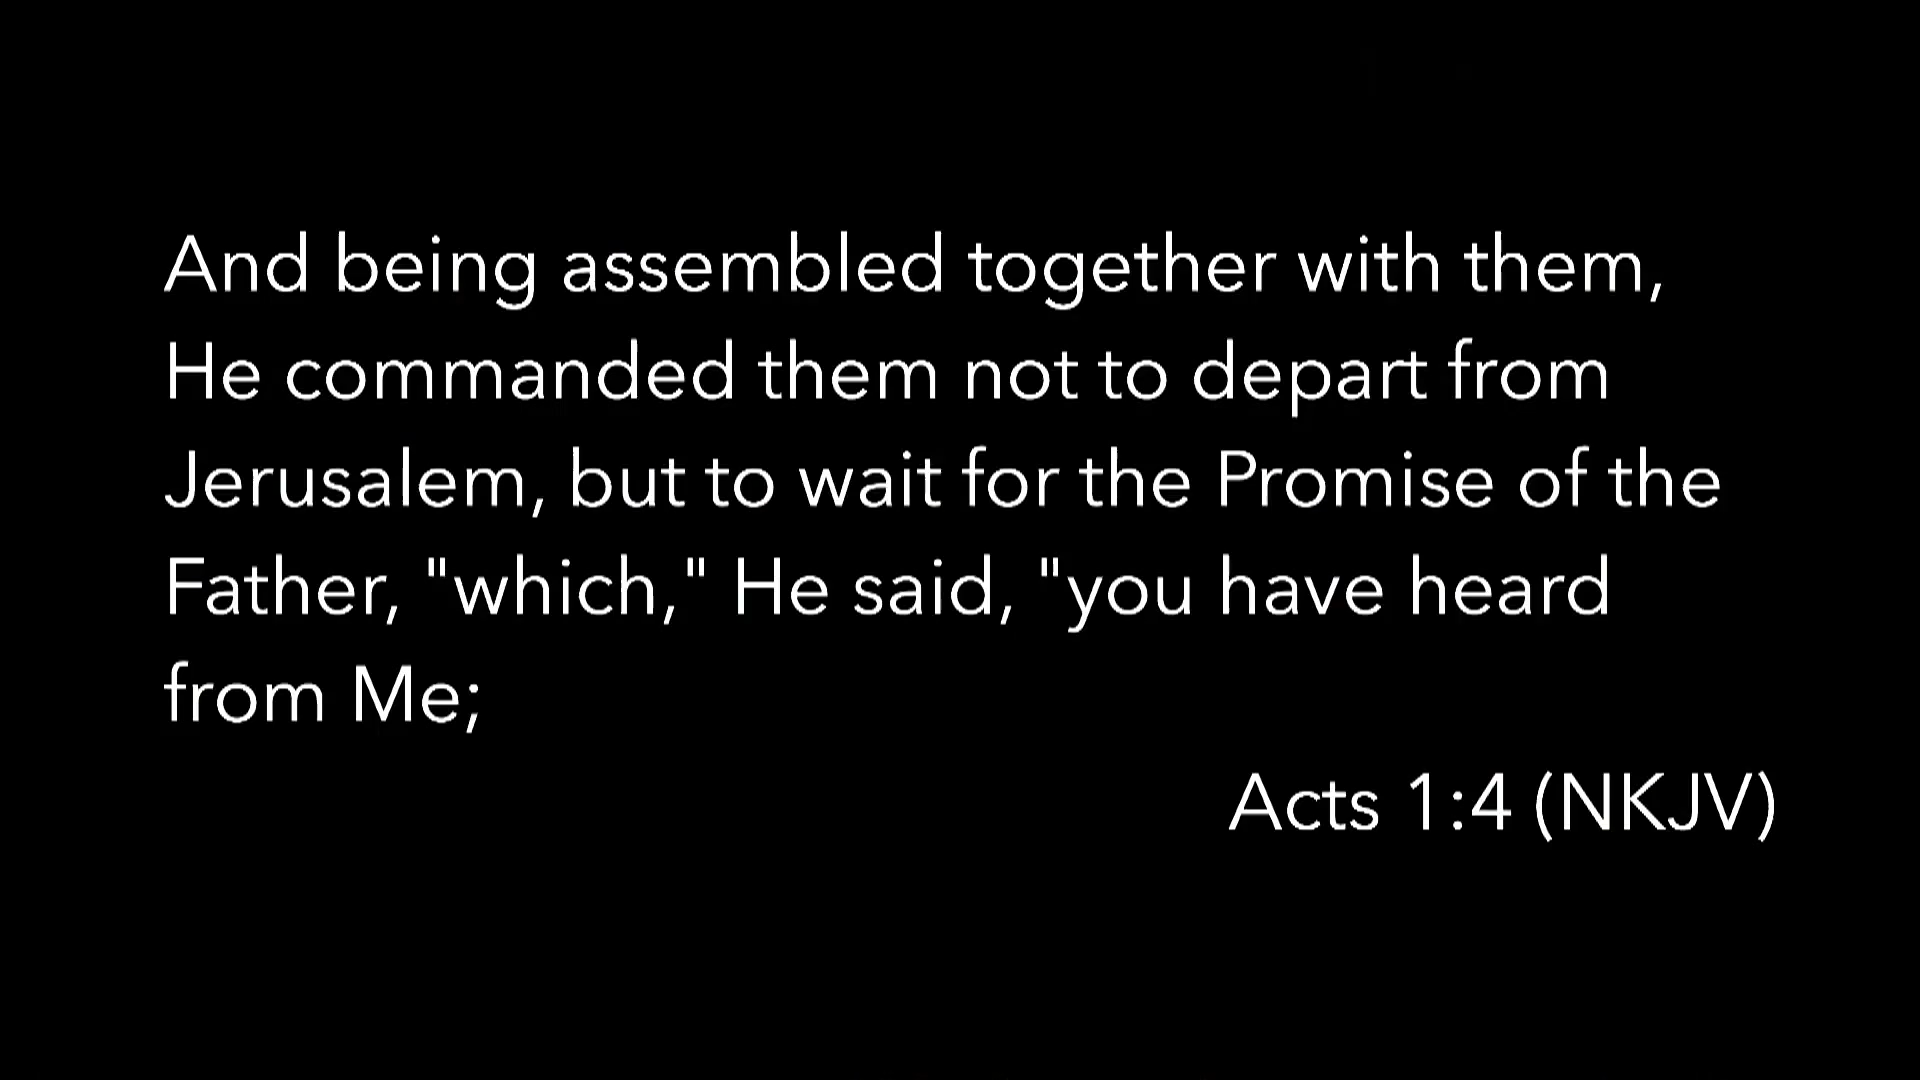 And being assembled together with them,
He commanded them not to depart from
Jerusalem, but to wait for the Promise of the
Father, "which," He said, "you have heard
from Me;
Acts 1:4 (NKJV)